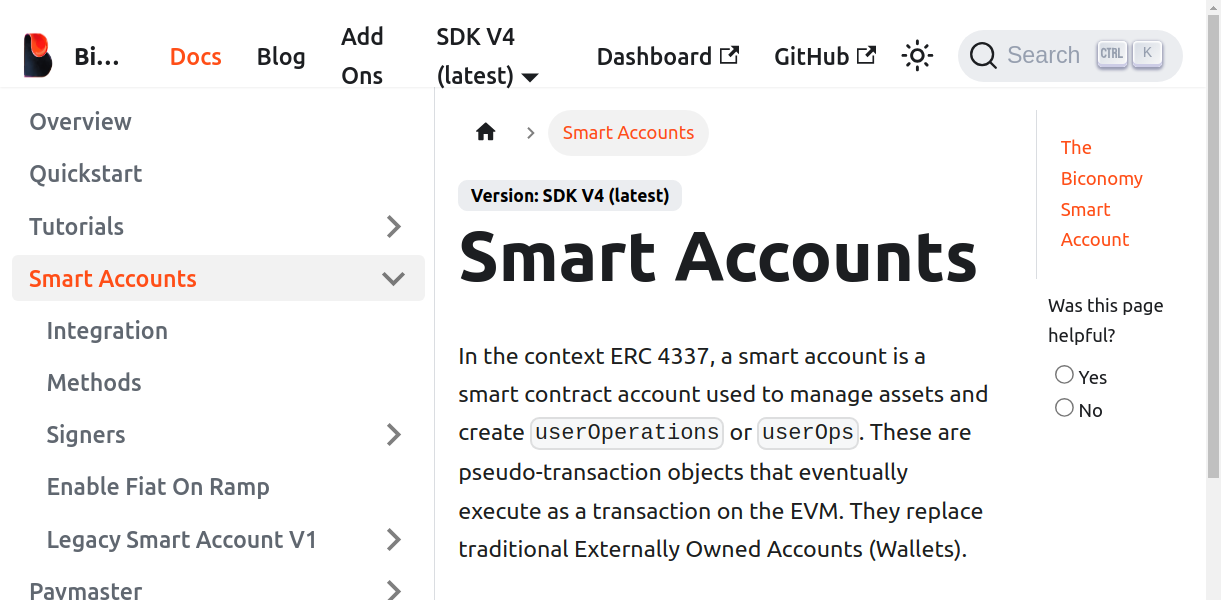 Bi...
Docs
Blog
Add
Ons
SDK V4
(latest)
Dashboard
GitHub
Search
CTRL
K
Overview
Quickstart
Tutorials
Smart Accounts
Integration
Methods
Signers
Enable Fiat On Ramp
Legacy Smart Account V1
Paymaster
Smart Accounts
Version: SDK V4 (latest)
Smart Accounts
In the context ERC 4337, a smart account is a
smart contract account used to manage assets and
create userOperations or userOps. These are
pseudo-transaction objects that eventually
execute as a transaction on the EVM. They replace
traditional Externally Owned Accounts (Wallets).
The
Biconomy
Smart
Account
Was this page
helpful?
Yes
No